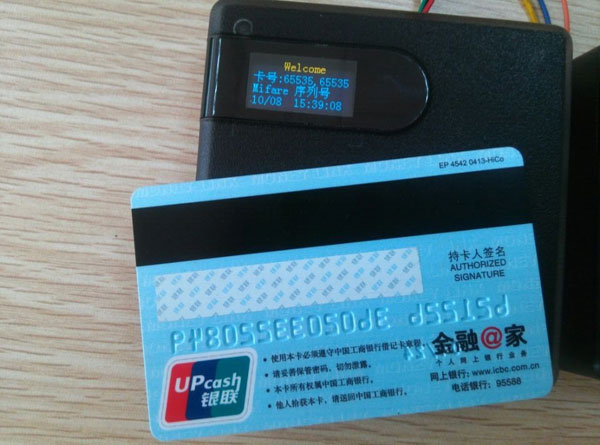 Welcome
卡号:65535,65535
Mifare 序列号
10/08 15:39:08
EP 4542 0413-HiCo
持卡人签名
AUTHORIZED
SIGNATURE
UPcash
银联
• 使用本卡必须遵守中国工商银行借记卡章程。
• 请妥善保管密码,切勿泄露。
• 本卡所有权属中国工商银行。
• 他人拾获本卡,请送回中国工商银行。
金融@家
个人网上银行业务
网上银行: www.icbc.com.cn
电话银行: 95588